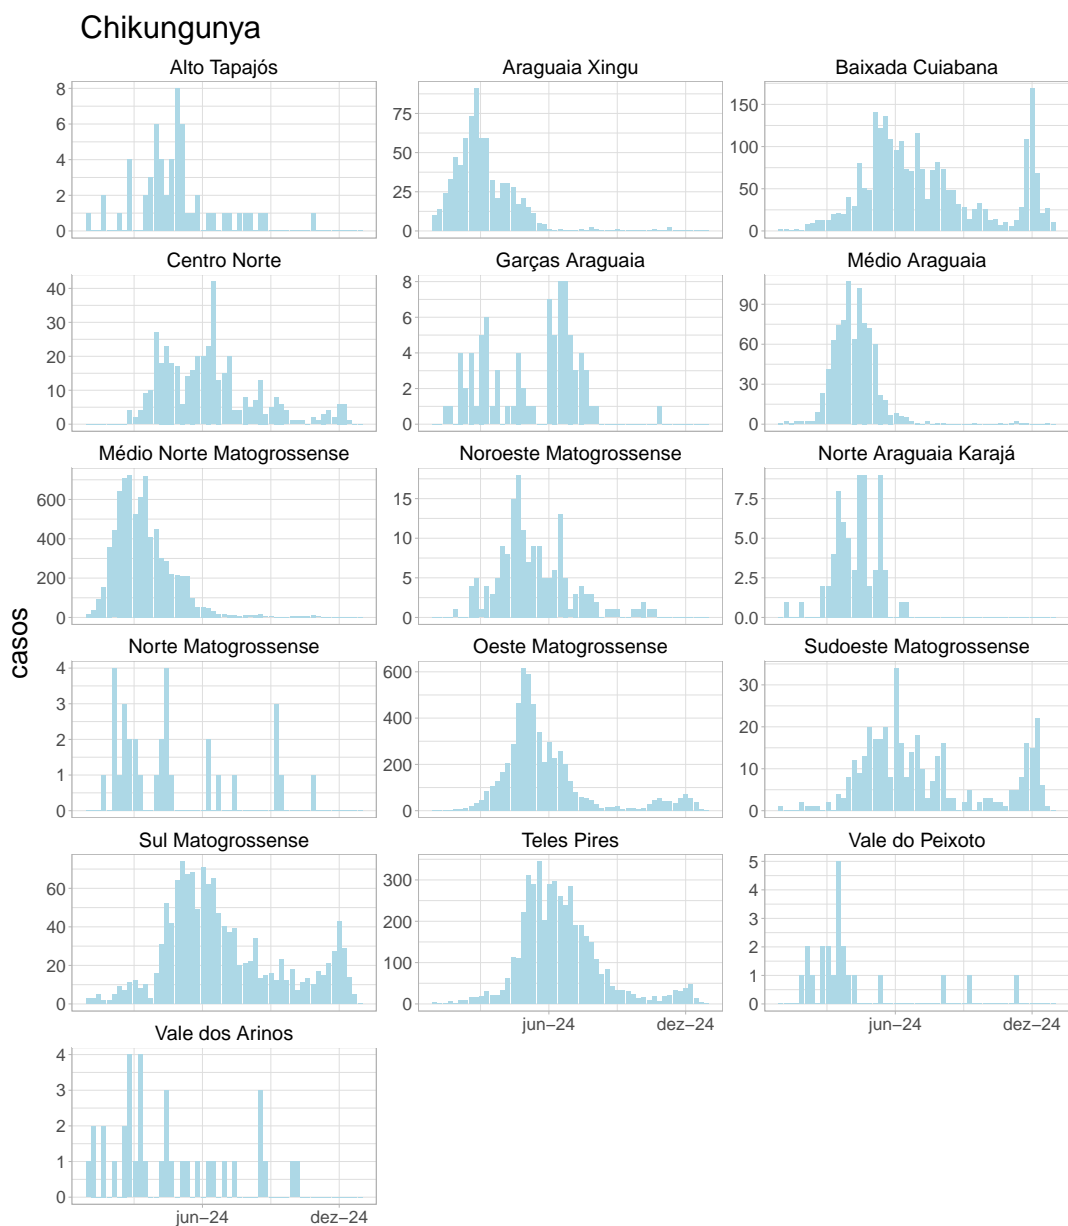 Chikungunya
Alto Tapajós
Araguaia Xingu
Baixada Cuiabana
8
6
4
2
0
75
50
25
0
150
100
50
0
Centro Norte
Garças Araguaia
Médio Araguaia
40
30
20
10
0
8
6
4
2
0
90
60
30
0
Médio Norte Matogrossense
Noroeste Matogrossense
Norte Araguaia Karajá
600
400
200
0
15
10
5
0
7.5
5.0
2.5
0.0
casos
Norte Matogrossense
Oeste Matogrossense
Sudoeste Matogrossense
4
3
2
1
0
600
400
200
0
30
20
10
0
Sul Matogrossense
Teles Pires
Vale do Peixoto
60
40
20
0
300
200
100
0
5
4
3
2
1
0
jun−24
dez−24
jun−24
dez−24
Vale dos Arinos
4
3
2
1
0
jun−24
dez−24